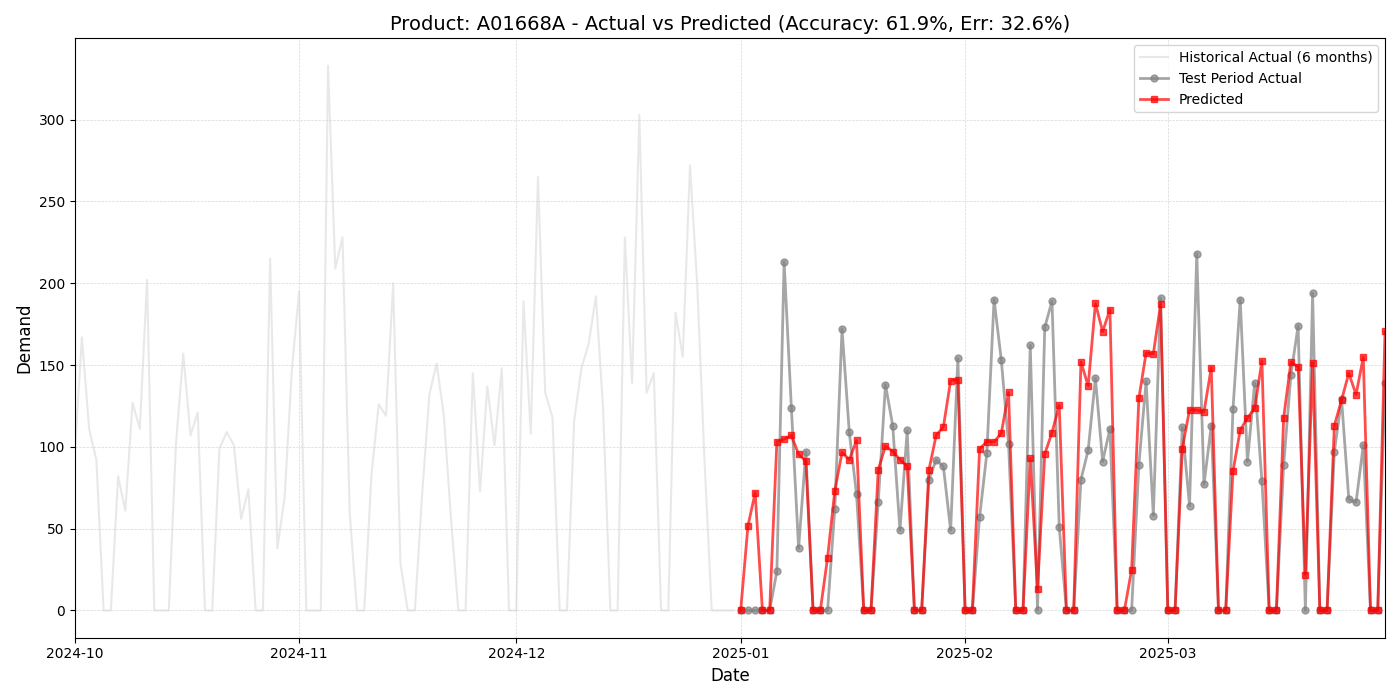 Product: A01668A - Actual vs Predicted (Accuracy: 61.9%, Err: 32.6%)
Historical Actual (6 months)
Test Period Actual
Predicted
Demand
300
250
200
150
100
50
0
2024-10
2024-11
2024-12
2025-01
2025-02
2025-03
Date